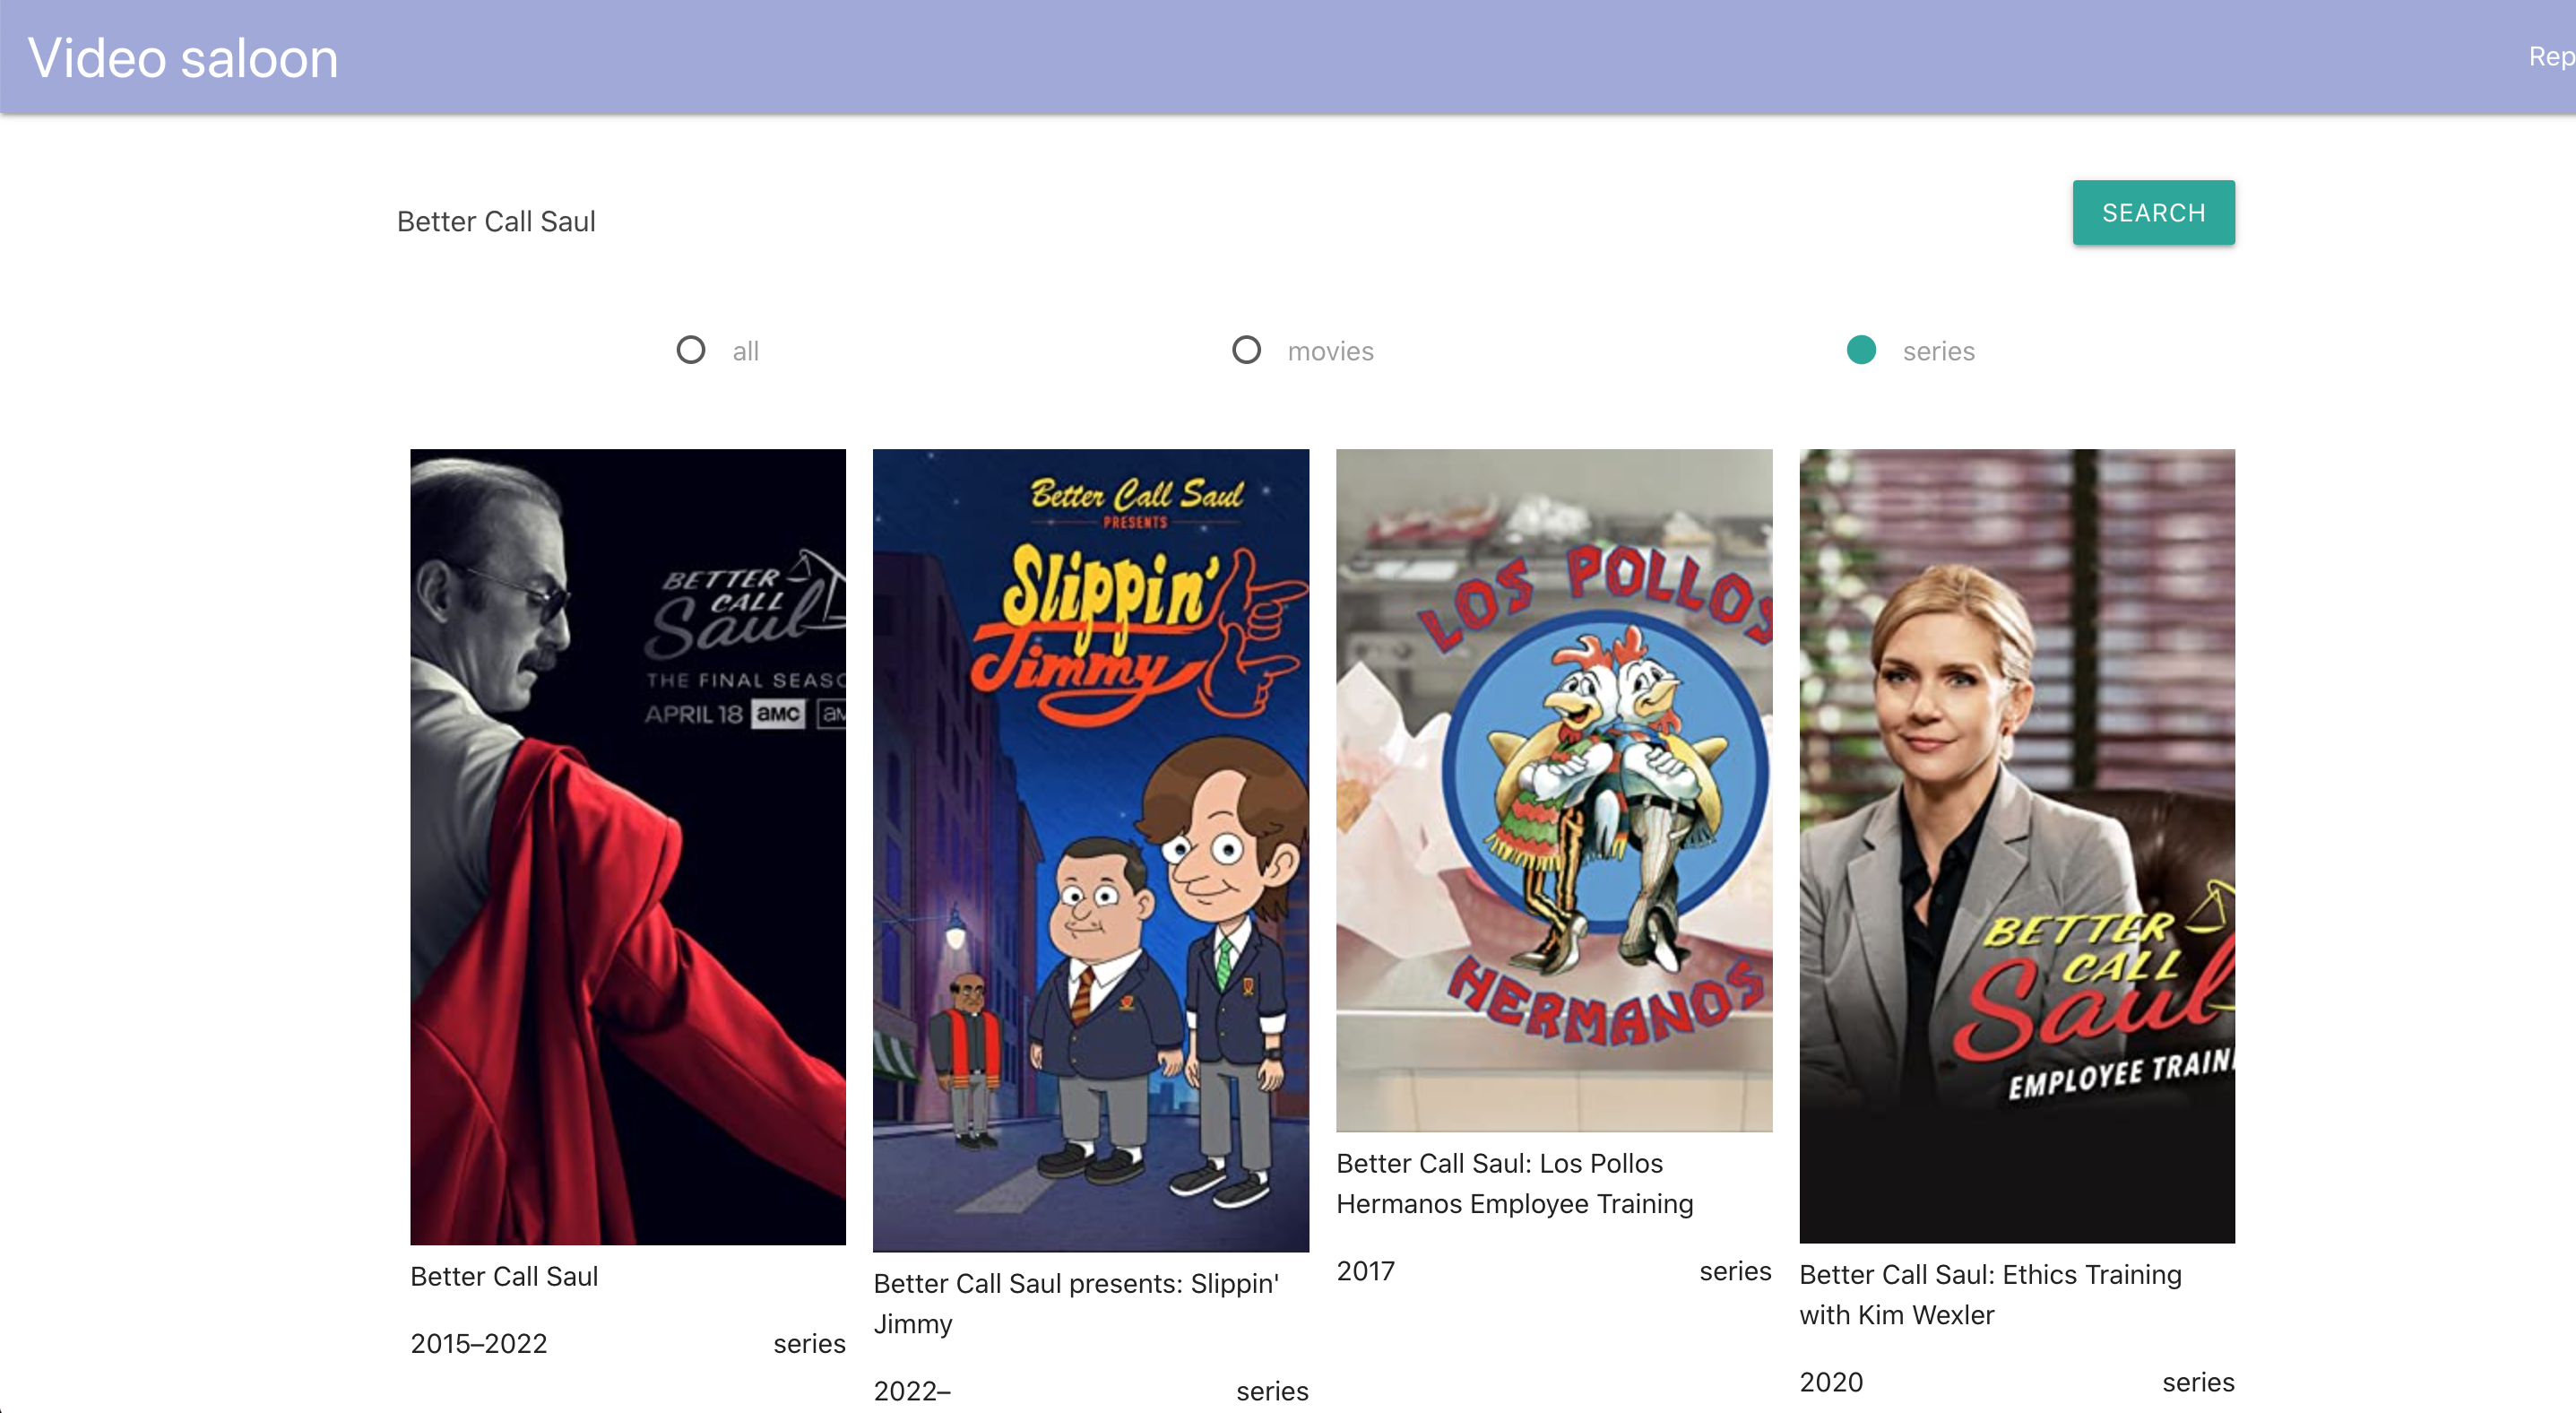 Video saloon
Rep
Better Call Saul
SEARCH
all
movies
series
BETTER
CALL
Saul
THE FINAL SEASO
APRIL 18 aMC aM
Better Call Saul
PRESENTS
Slippin'
Jimmy
LOS POLLOS
HERMANOS
BETTER
CALL
Saul
EMPLOYEE TRAINI
Better Call Saul
2015–2022
series
Better Call Saul presents: Slippin'
Jimmy
2022–
series
Better Call Saul: Los Pollos
Hermanos Employee Training
2017
series
Better Call Saul: Ethics Training
with Kim Wexler
2020
series